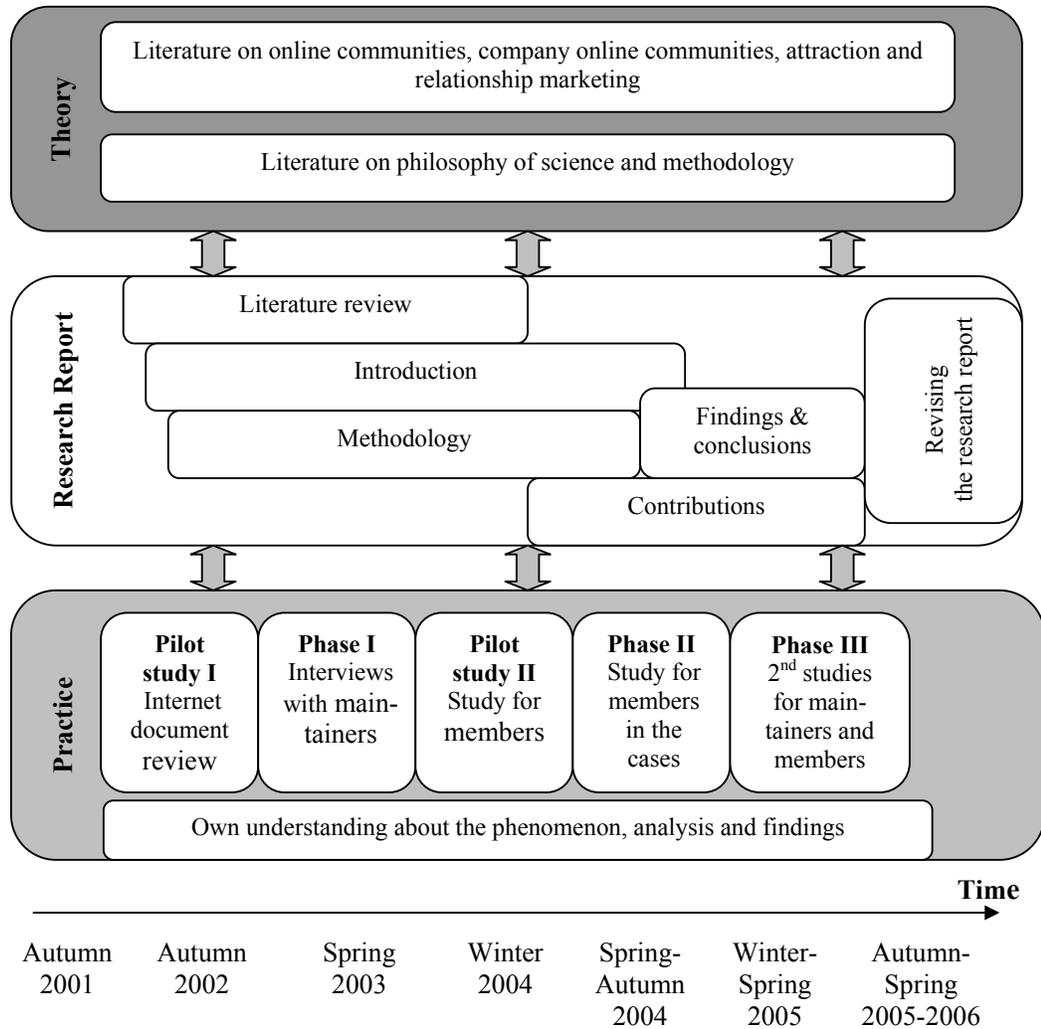 Theory
Literature on online communities, company online communities, attraction and
relationship marketing
Literature on philosophy of science and methodology
Research Report
Literature review
Introduction
Methodology
Findings &
conclusions
Contributions
Revising
the research report
Practice
Pilot
study I
Internet
document
review
Phase I
Interviews
with main-
tainers
Pilot
study II
Study for
members
Phase II
Study for
members
in the
cases
Phase III
2nd studies
for main-
tainers and
members
Own understanding about the phenomenon, analysis and findings
Time
Autumn
2001
Autumn
2002
Spring
2003
Winter
2004
Spring-
Autumn
2004
Winter-
Spring
2005
Autumn-
Spring
2005-2006